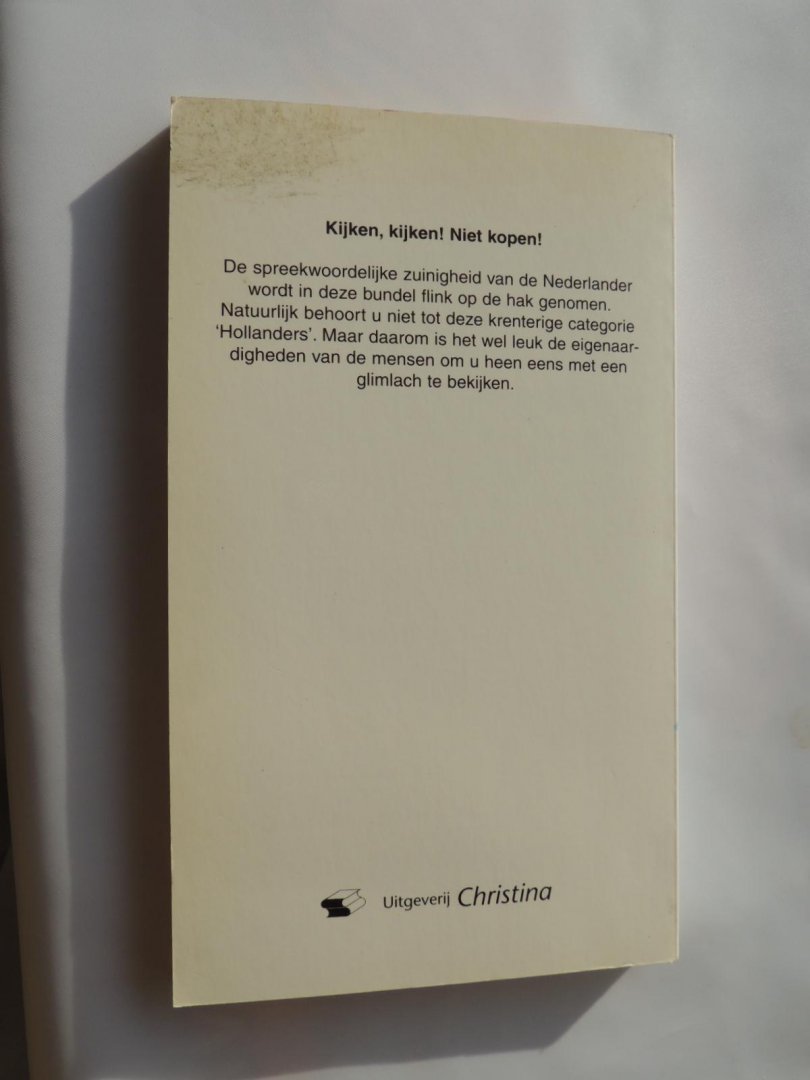 Kijken, kijken! Niet kopen!
De spreekwoordelijke zuinigheid van de Nederlander
wordt in deze bundel flink op de hak genomen.
Natuurlijk behoort u niet tot deze krenterige categorie
‘Hollanders’. Maar daarom is het wel leuk de eigenaar-
digheden van de mensen om u heen eens met een
glimlach te bekijken.
Uitgeverij Christina